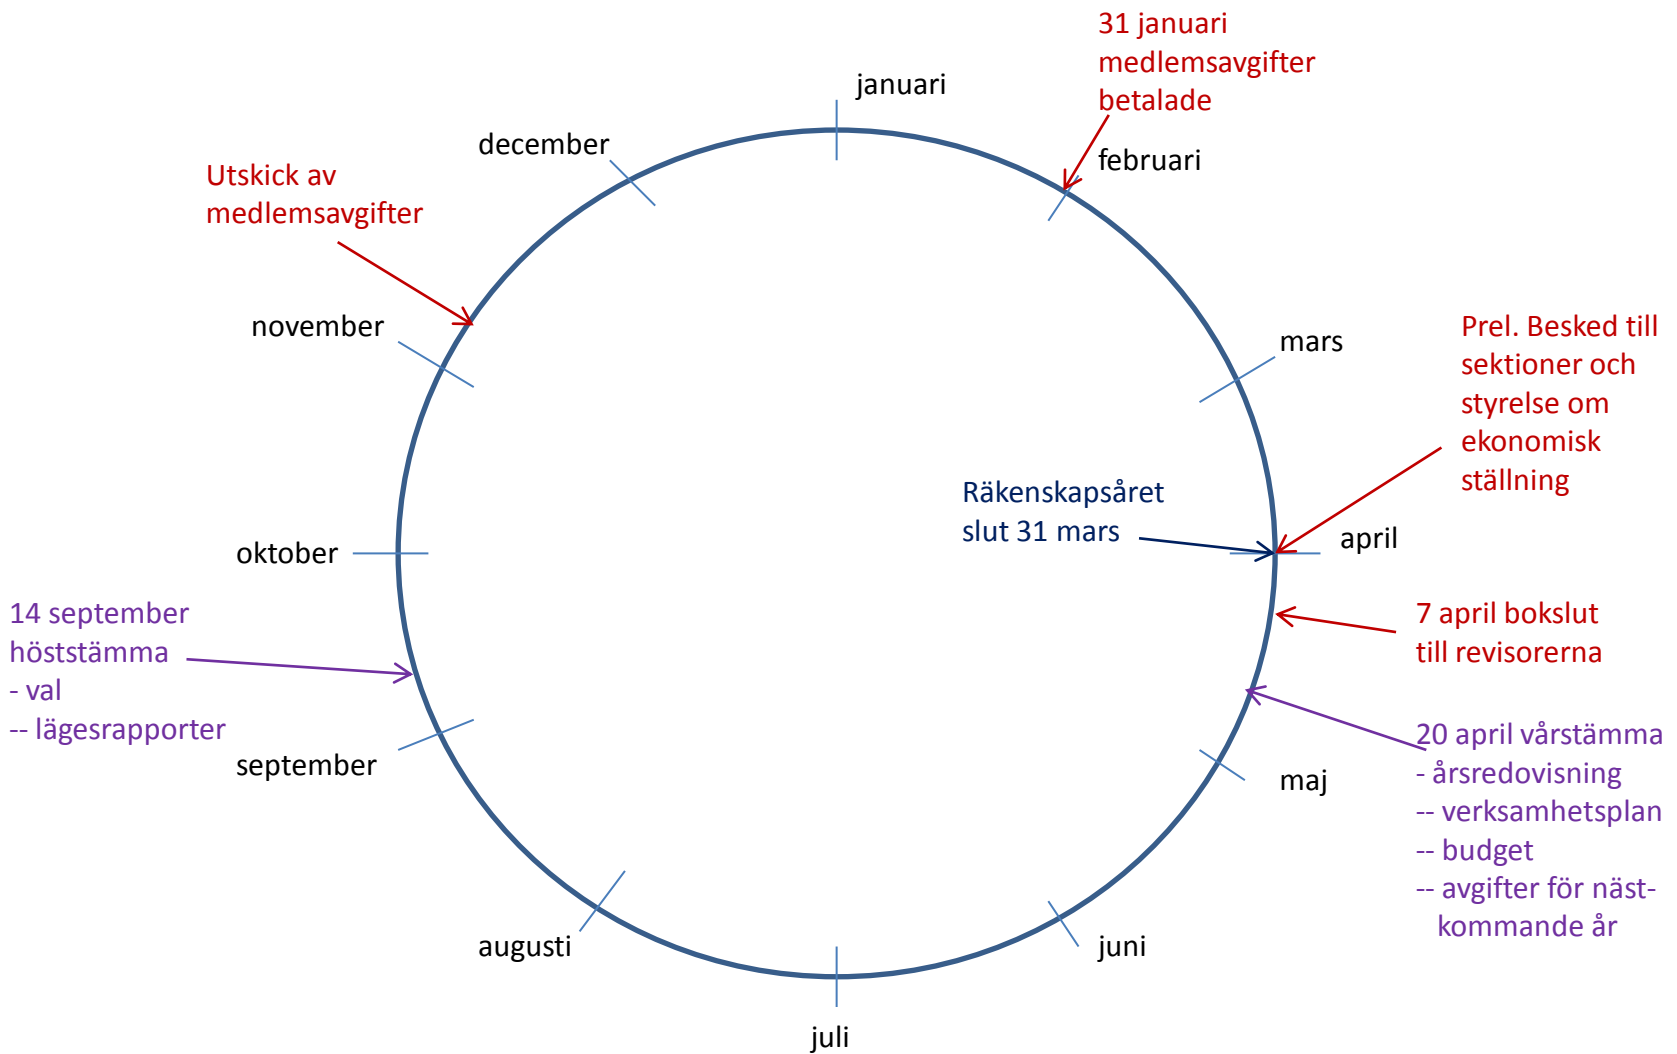 31 januari
medlemsavgifter
betalade
januari
december
februari
Utskick av
medlemsavgifter
november
mars
Prel. Besked till
sektioner och
styrelse om
ekonomisk
ställning
Räkenskapsåret
slut 31 mars
april
oktober
14 september
höststämma
- val
-- lägesrapporter
7 april bokslut
till revisorerna
september
maj
20 april vårstämma
- årsredovisning
-- verksamhetsplan
-- budget
-- avgifter för näst-
kommande år
augusti
juni
juli